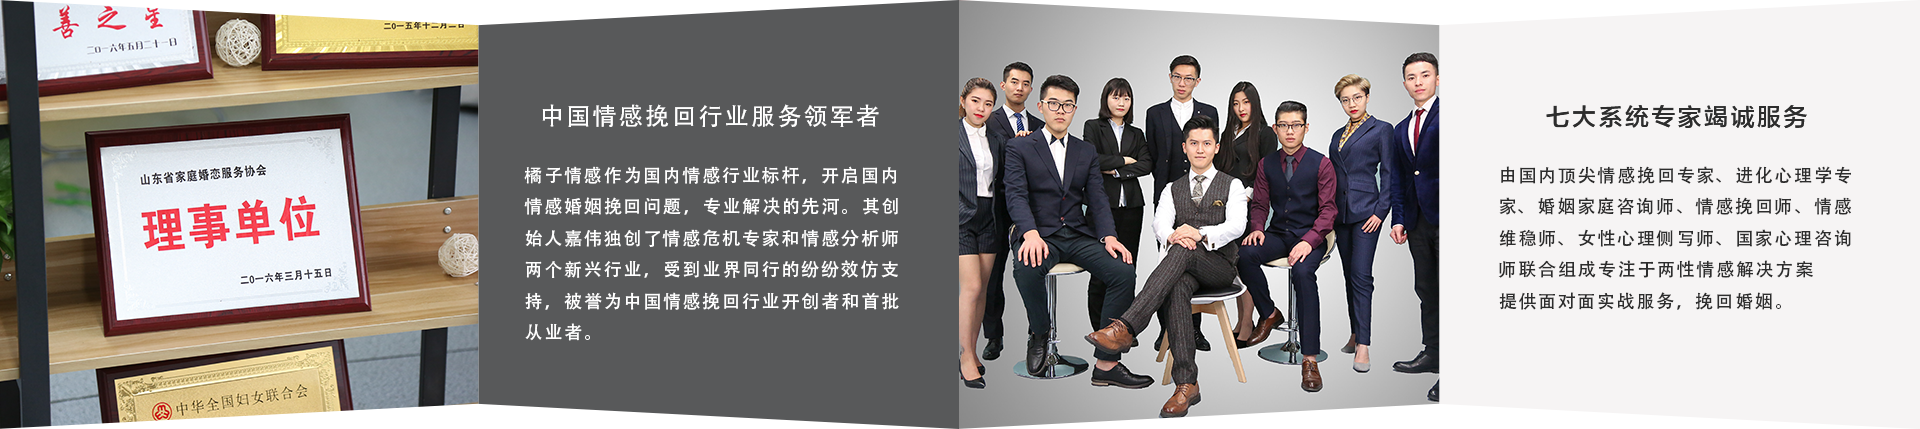 善之星
二〇一六年五月二十一日
二〇一五年十二月二日
山东省家庭婚恋服务协会
理事单位
二〇一六年三月十五日
中华全国妇女联合会
中国情感挽回行业服务领军者
橘子情感作为国内情感行业标杆，开启国内
情感婚姻挽回问题，专业解决的先河。其创
始人嘉伟独创了情感危机专家和情感分析师
两个新兴行业，受到业界同行的纷纷效仿支
持，被誉为中国情感挽回行业开创者和首批
从业者。
七大系统专家竭诚服务
由国内顶尖情感挽回专家、进化心理学专
家、婚姻家庭咨询师、情感挽回师、情感
维稳师、女性心理侧写师、国家心理咨询
师联合组成专注于两性情感解决方案
提供面对面实战服务，挽回婚姻。